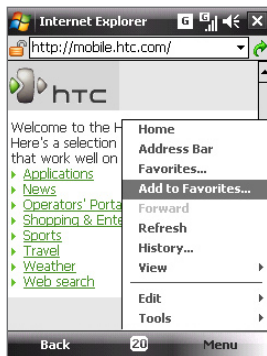 Internet Explorer
http://mobile.htc.com/
htc
Welcome to the H
Here's a selection
that work well on
Applications
News
Operators' Porta
Shopping & Ente
Sports
Travel
Weather
Web search
Home
Address Bar
Favorites...
Add to Favorites...
Forward
Refresh
History...
View
Edit
Tools
Back
20
Menu